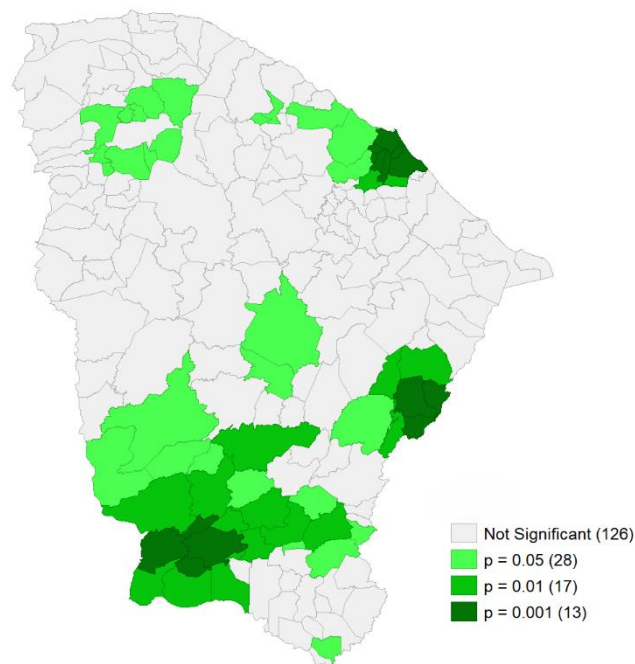 Not Significant (126)
p = 0.05 (28)
p = 0.01 (17)
p = 0.001 (13)